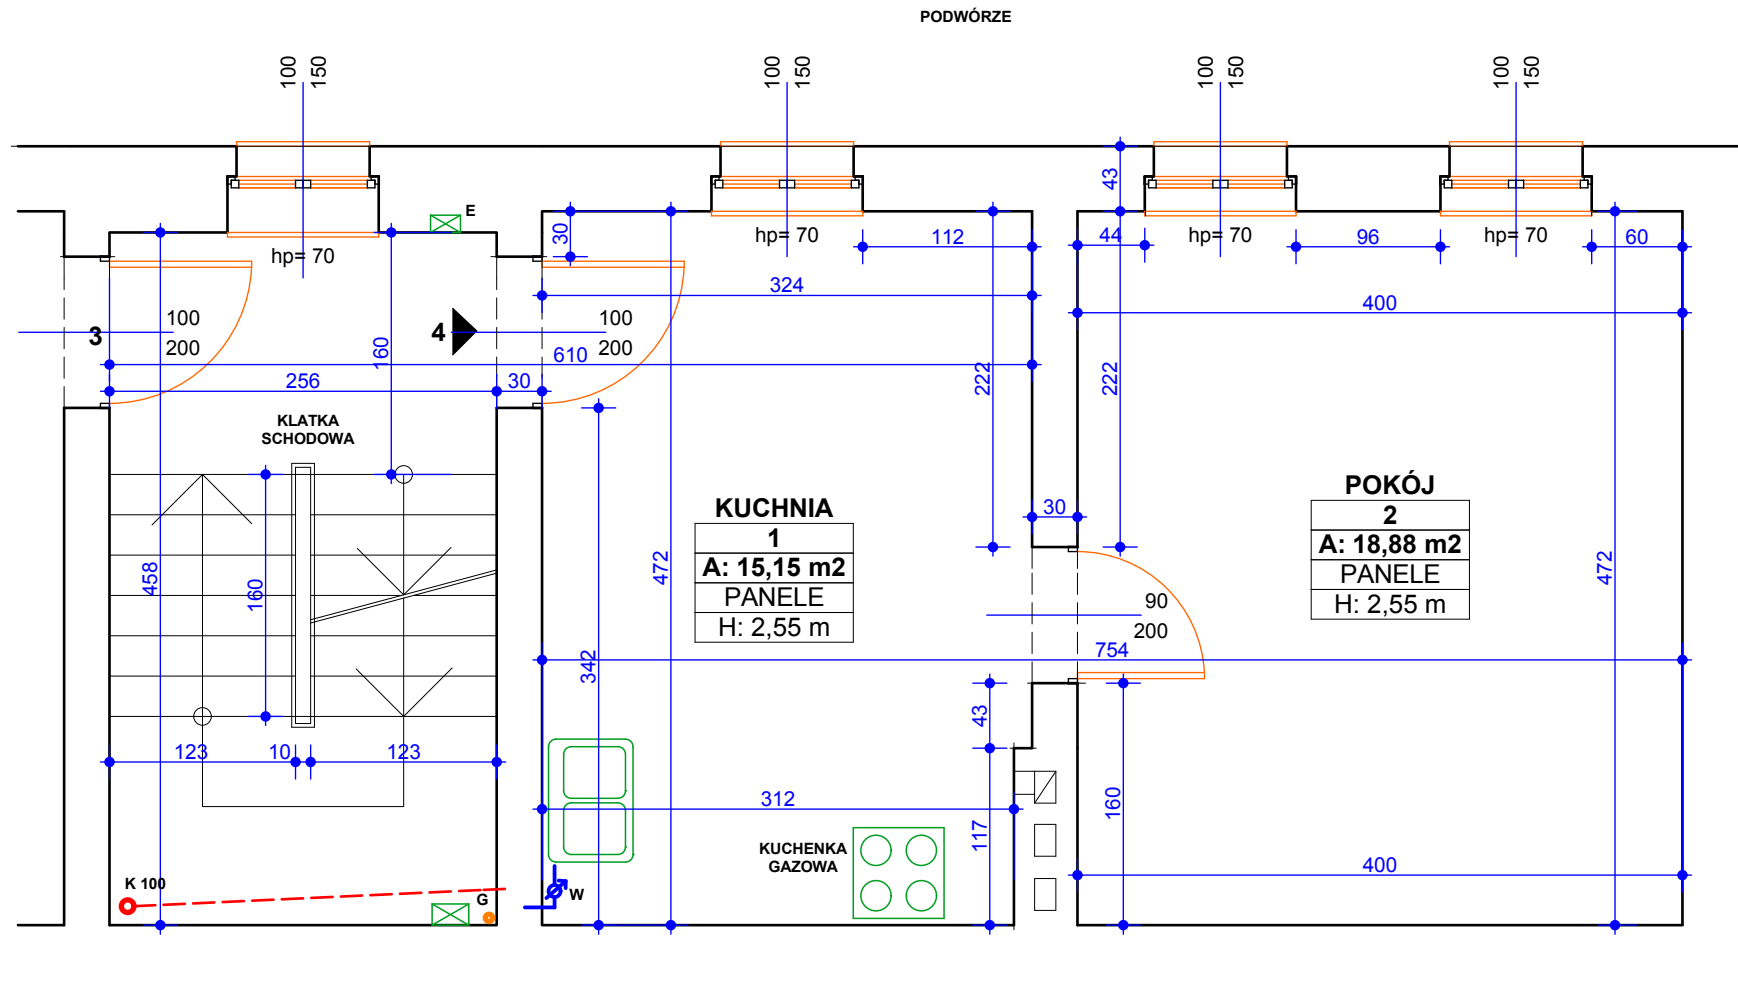 PODWÓRZE
100
150
100
150
100
150
100
150
E
43
30
hp= 70
hp= 70
112
44
hp= 70
96
hp= 70
60
324
400
3
100
200
4
100
200
160
610
256
30
222
222
KLATKA
SCHODOWA
KUCHNIA
1
A: 15,15 m2
PANELE
H: 2,55 m
POKÓJ
2
A: 18,88 m2
PANELE
H: 2,55 m
30
458
160
472
472
90
200
342
754
43
123
10
123
312
117
160
KUCHENKA
GAZOWA
400
K 100
G
W